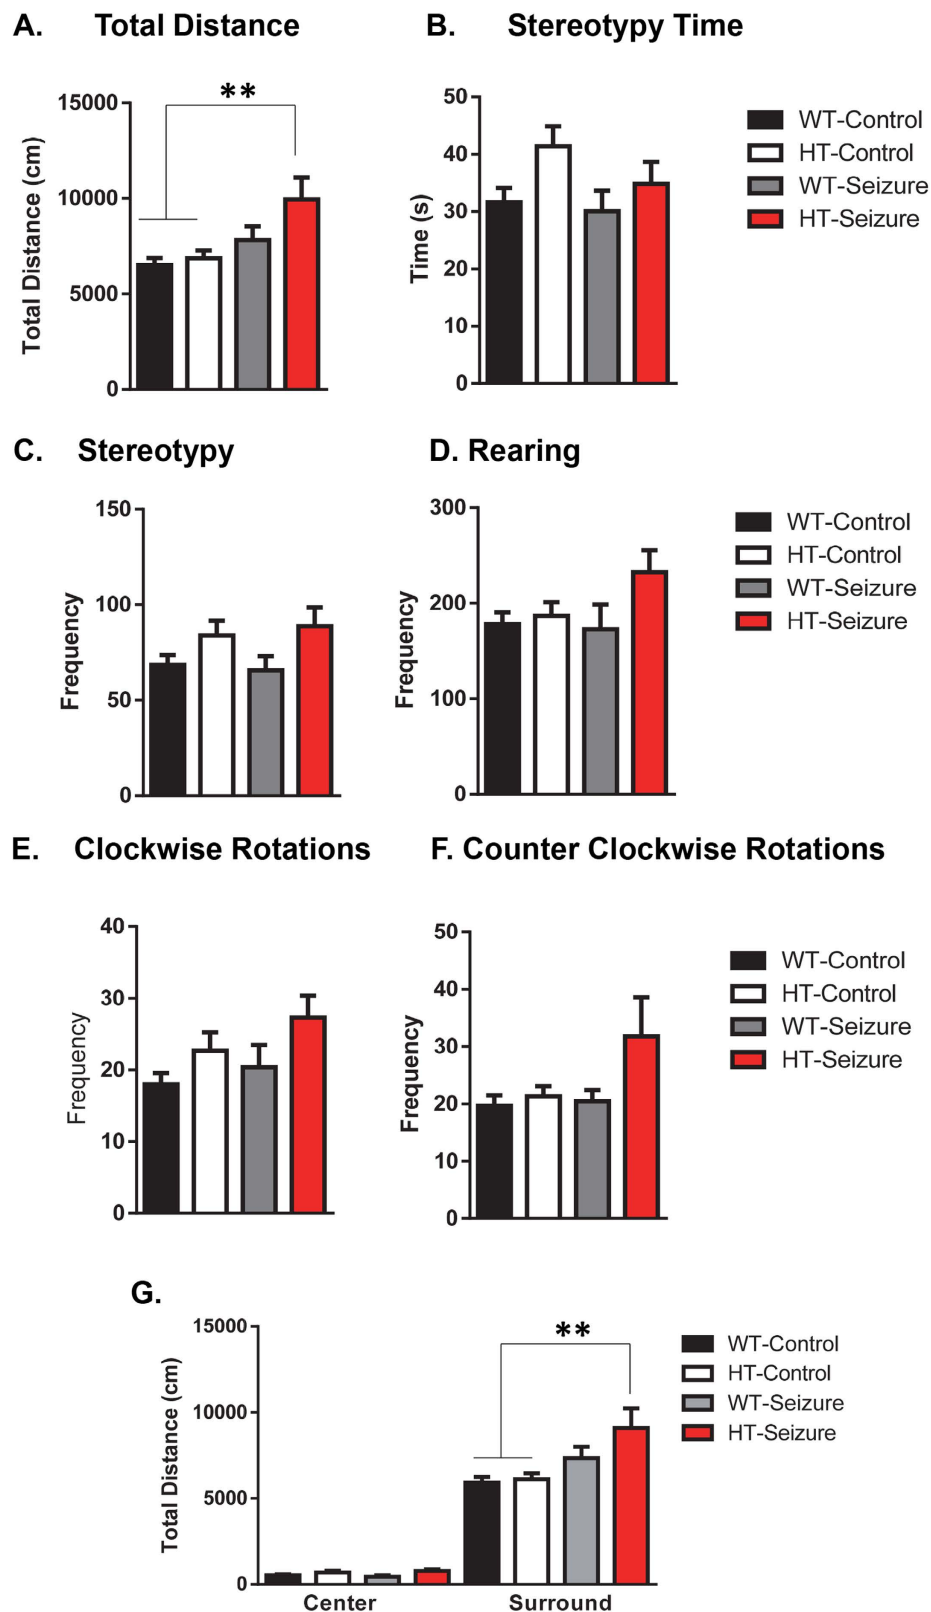 A. Total Distance
B. Stereotypy Time
**
15000
10000
5000
0
Total Distance (cm)
50
40
30
20
10
0
Time (s)
WT-Control
HT-Control
WT-Seizure
HT-Seizure
C. Stereotypy
D. Rearing
150
100
50
0
Frequency
300
200
100
0
Frequency
WT-Control
HT-Control
WT-Seizure
HT-Seizure
E. Clockwise Rotations
F. Counter Clockwise Rotations
40
30
20
10
0
Frequency
50
40
30
20
10
0
Frequency
WT-Control
HT-Control
WT-Seizure
HT-Seizure
G.
**
15000
10000
5000
0
Total Distance (cm)
Center
Surround
WT-Control
HT-Control
WT-Seizure
HT-Seizure